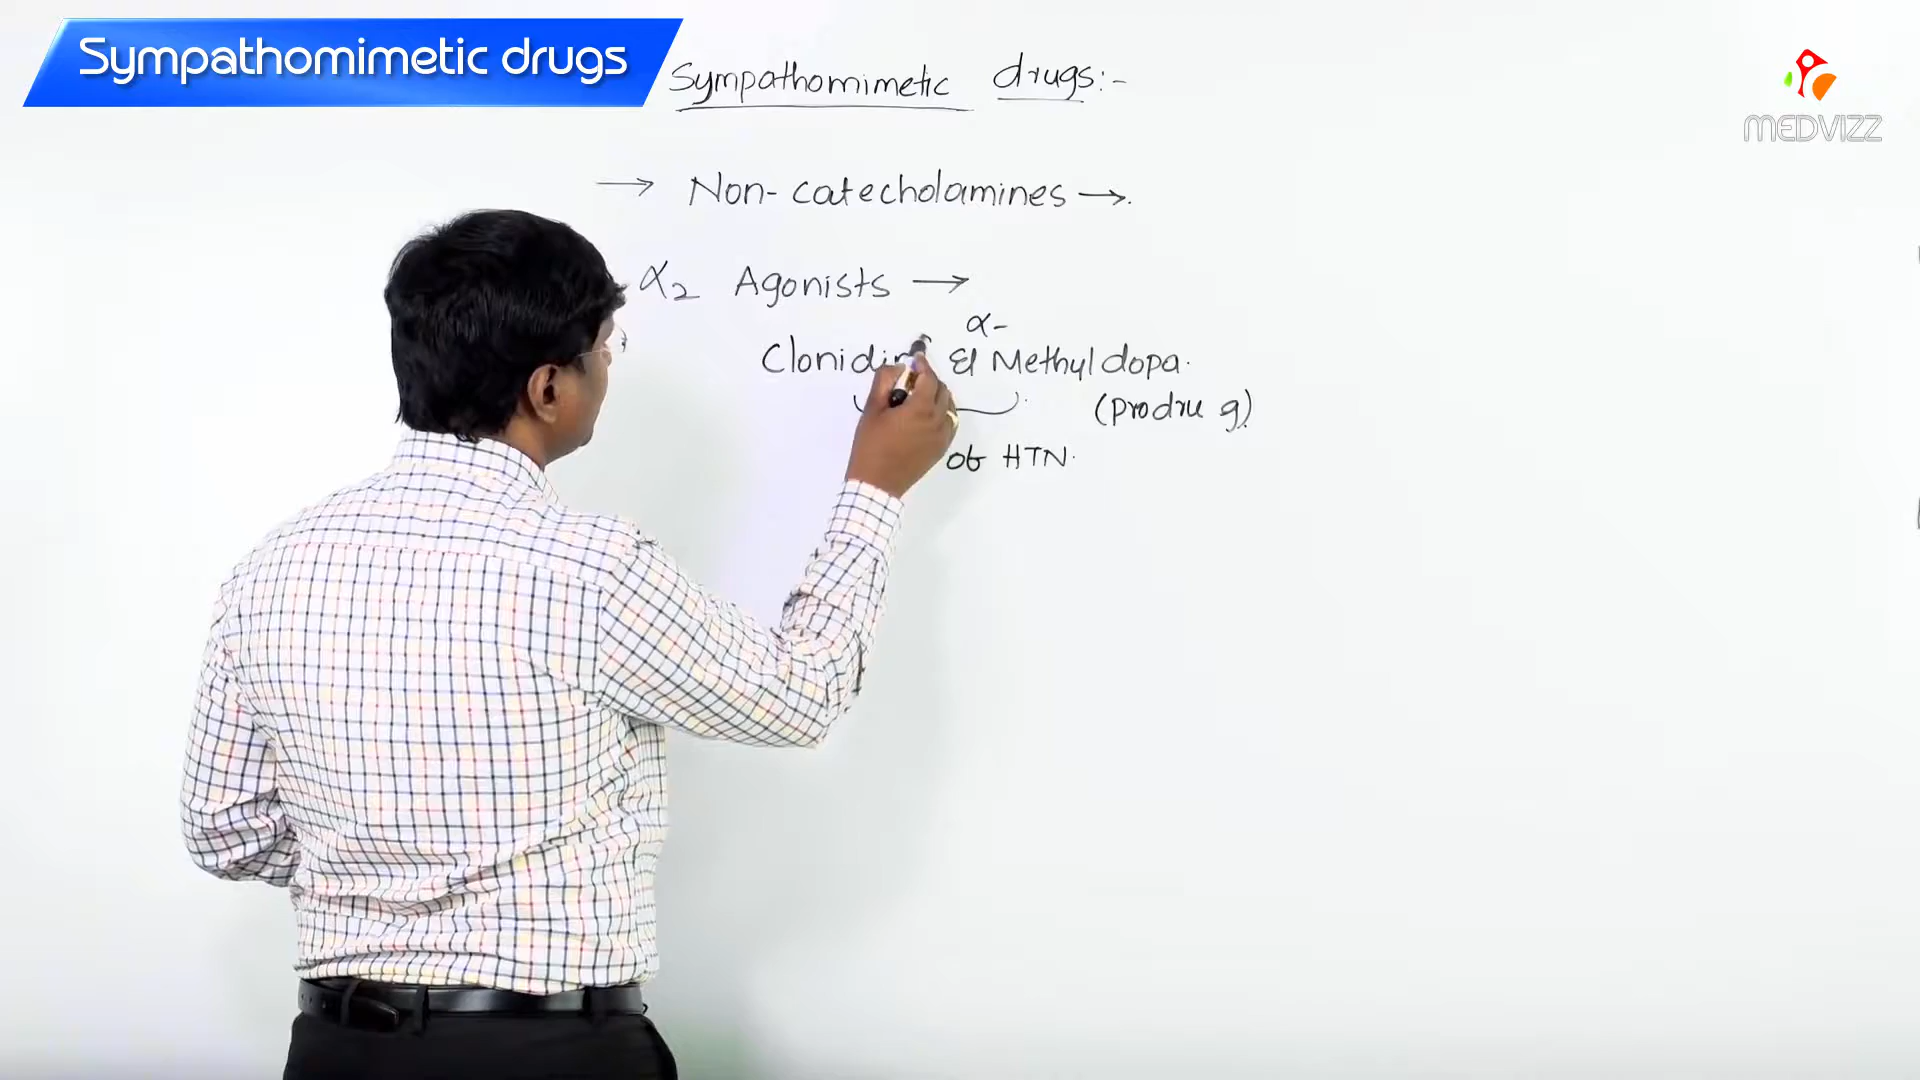 Sympathomimetic drugs
Sympathomimetic drugs:-
MEDVIZZ
→ Non-catecholamines →.
α2 Agonists →
α-
& Methyldopa.
(Prodrug)
of HTN.